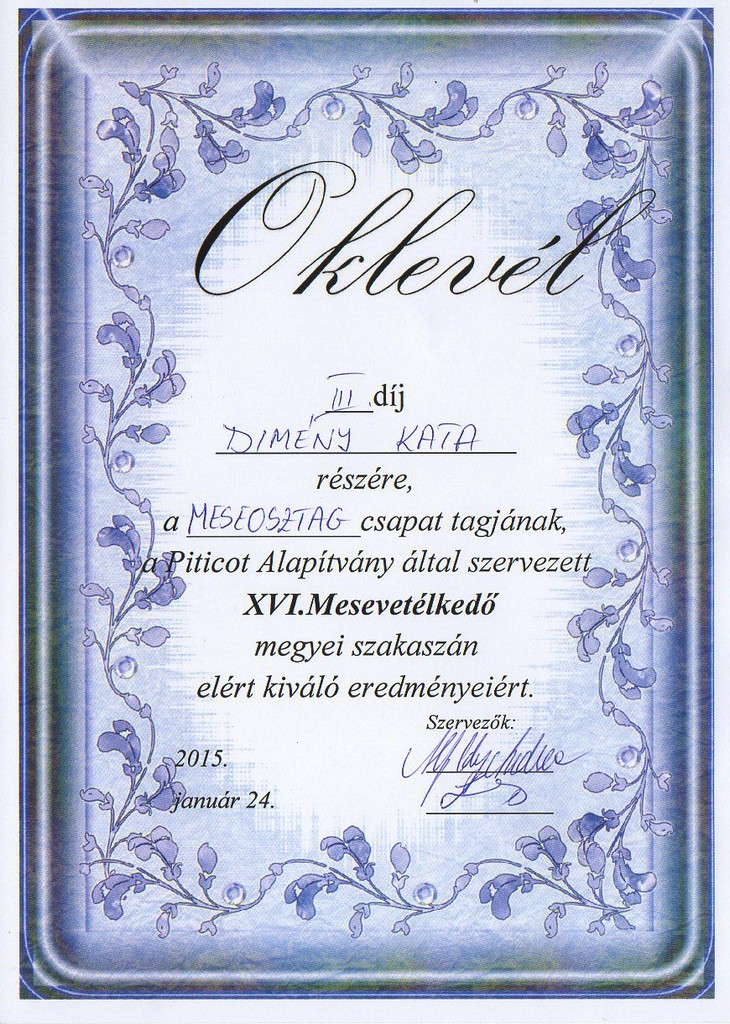 Oklevél
III.díj
DIMÉNY KATA
részére,
a MESEOSZTAG csapat tagjának,
a Piticot Alapítvány által szervezett
XVI.Mesevetélkedő
megyei szakaszán
elért kiváló eredményeiért.
Szervezők:
2015.
január 24.